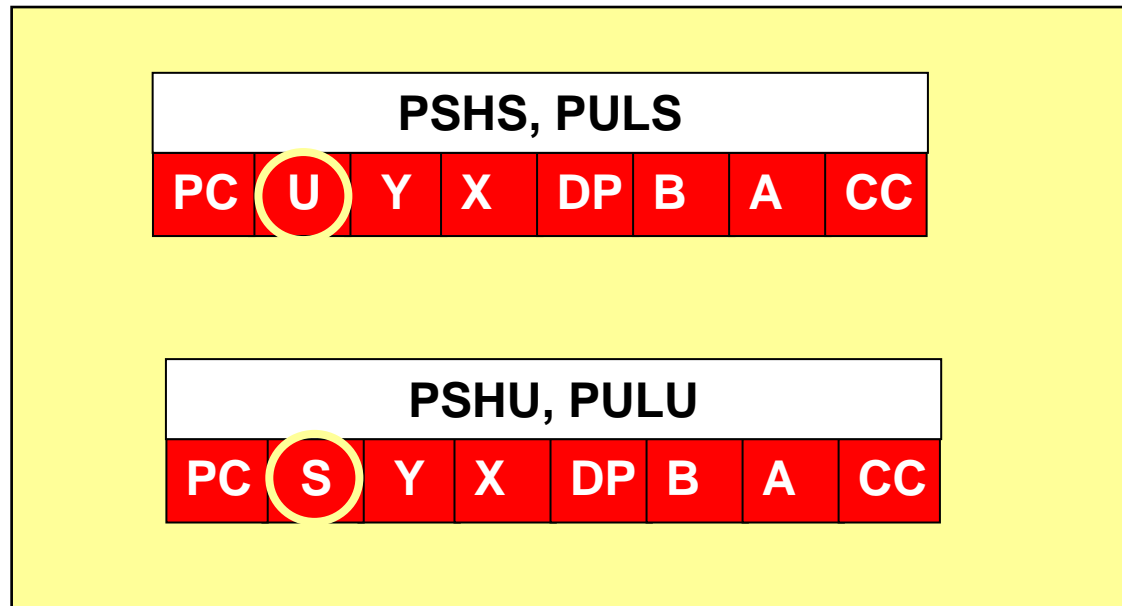 PSHS, PULS
PC U Y X DP B A CC
PSHU, PULU
PC S Y X DP B A CC